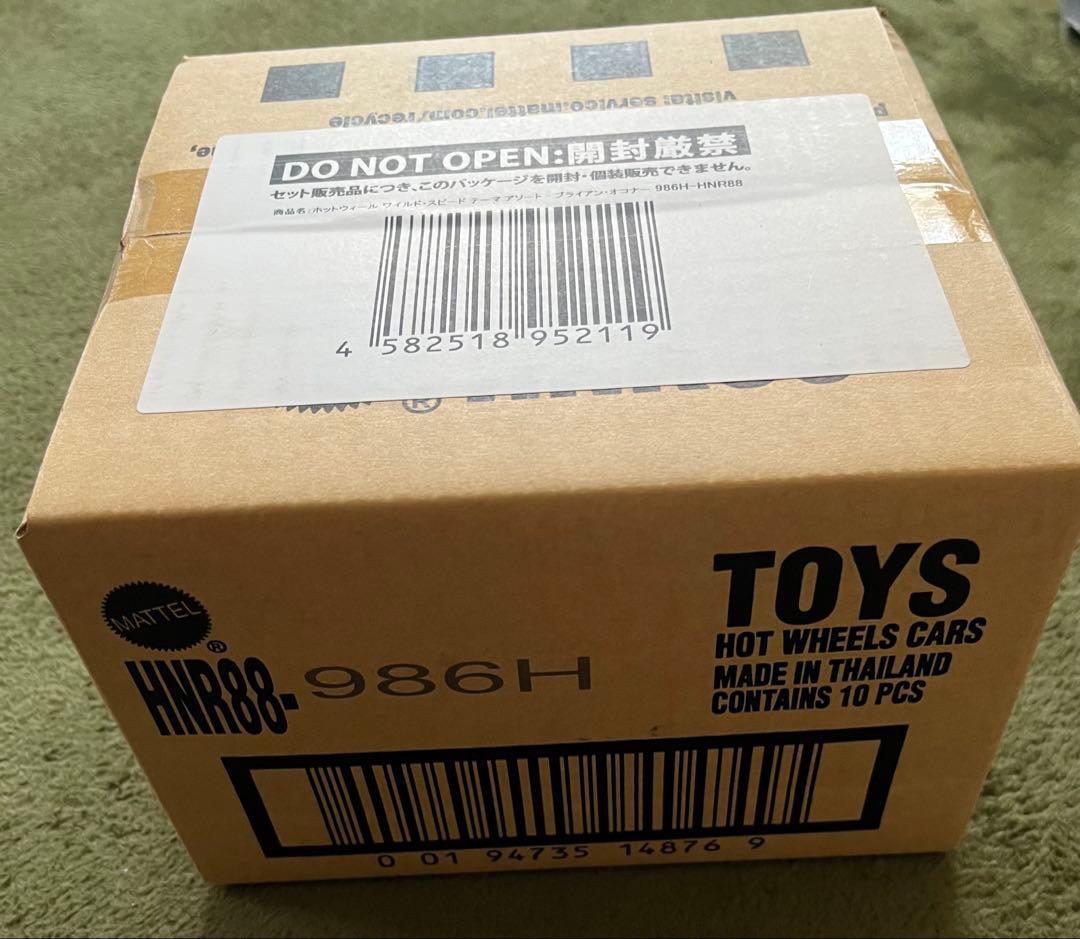 visita: service.mattel.com/recycle
DO NOT OPEN:開封厳禁
セット販売品につき、このパッケージを開封・個装販売できません。
商品名:ホットウィール ワイルド・スピード テーマ アソート - ブライアン・オコナー 986H-HNR88
4 582518 952119
MATTEL
®
HNR88-986H
TOYS
HOT WHEELS CARS
MADE IN THAILAND
CONTAINS 10 PCS
0 01 94735 14876 9